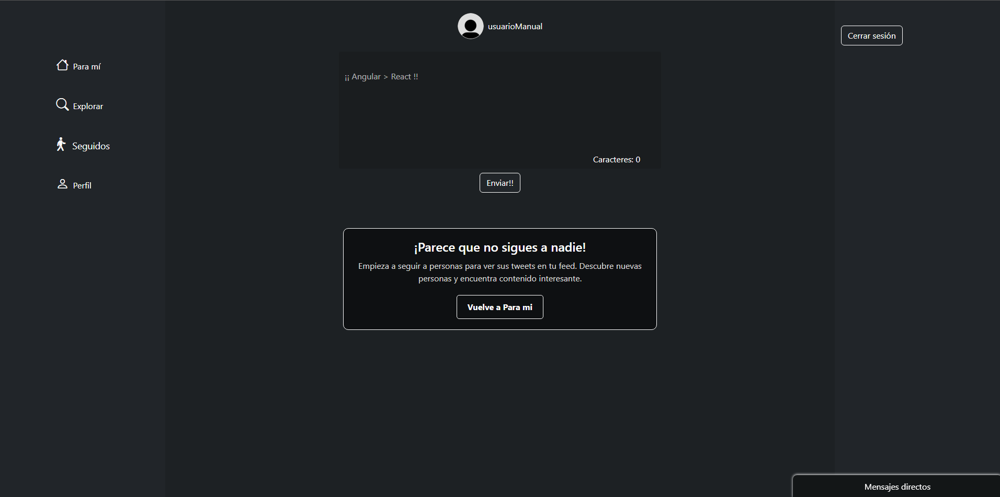 usuarioManual
Cerrar sesión
Para mí
Explorar
Seguidos
Perfil
¡¡ Angular > React !!
Caracteres: 0
Enviar!!
¡Parece que no sigues a nadie!
Empieza a seguir a personas para ver sus tweets en tu feed. Descubre nuevas
personas y encuentra contenido interesante.
Vuelve a Para mi
Mensajes directos